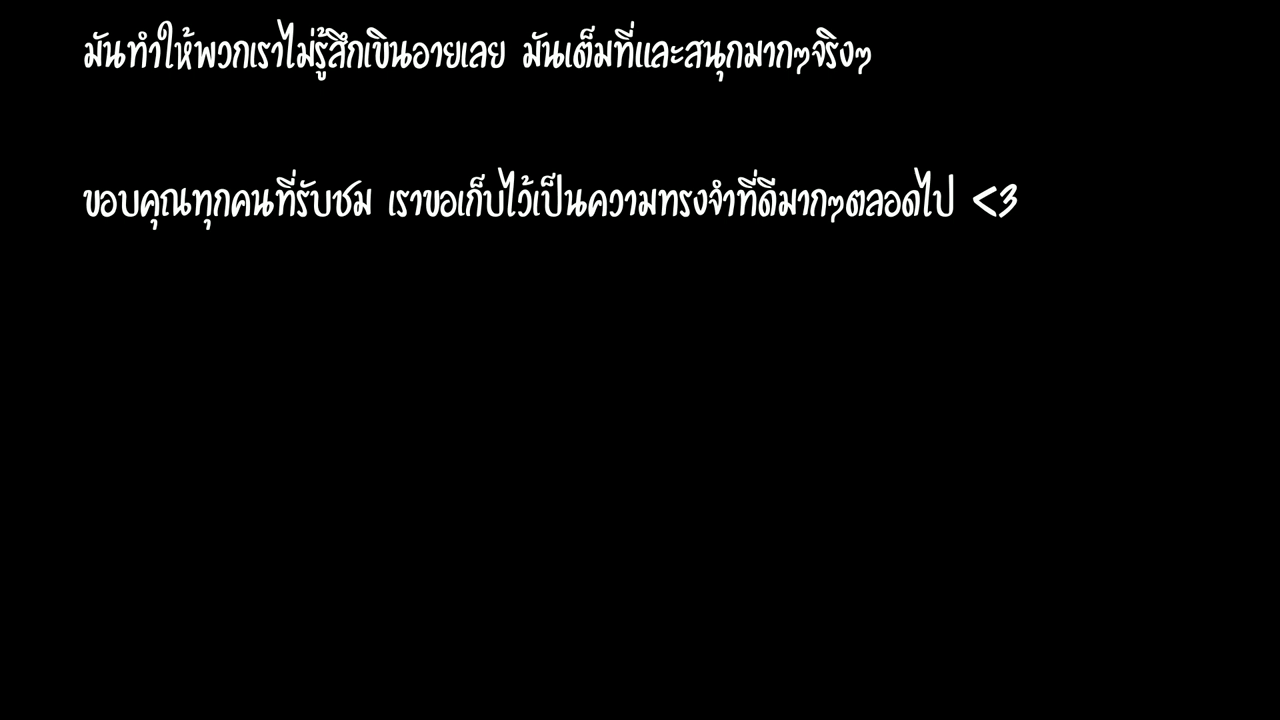 มันทำให้พวกเราไม่รู้สึกเขินอายเลย มันเต็มที่และสนุกมากๆจริงๆ
ขอบคุณทุกคนที่รับชม เราขอเก็บไว้เป็นความทรงจำที่ดีมากๆตลอดไป <3